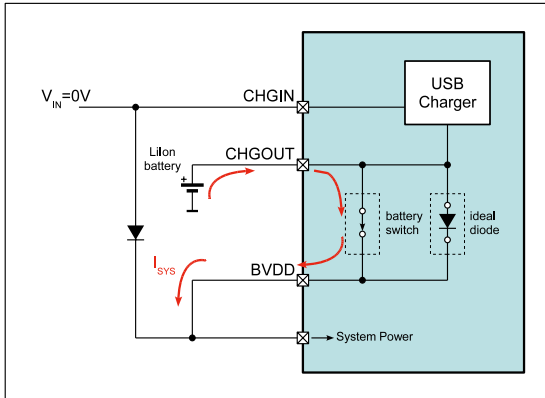 USB
Charger
V_IN=0V
CHGIN
LiIon
battery
CHGOUT
+
battery
switch
ideal
diode
I_SYS
BVDD
System Power